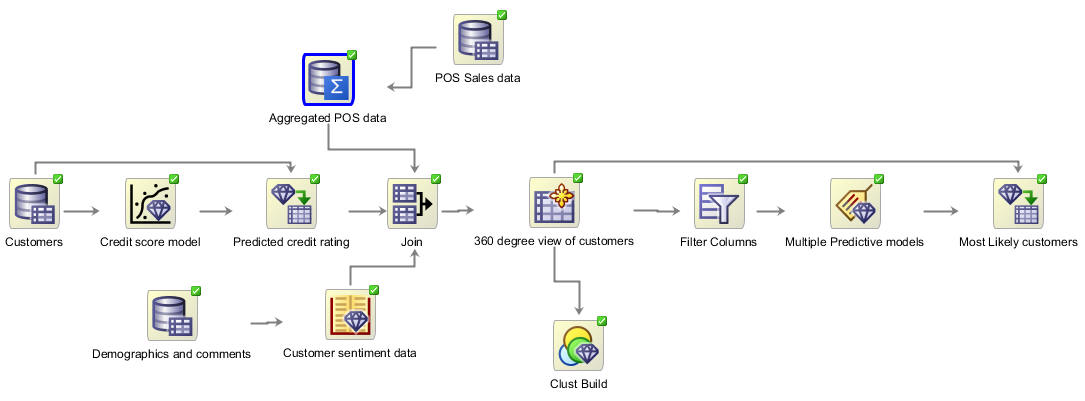 POS Sales data
Aggregated POS data
Σ
Customers
Credit score model
Predicted credit rating
Join
360 degree view of customers
Filter Columns
Multiple Predictive models
Most Likely customers
Demographics and comments
Customer sentiment data
Clust Build